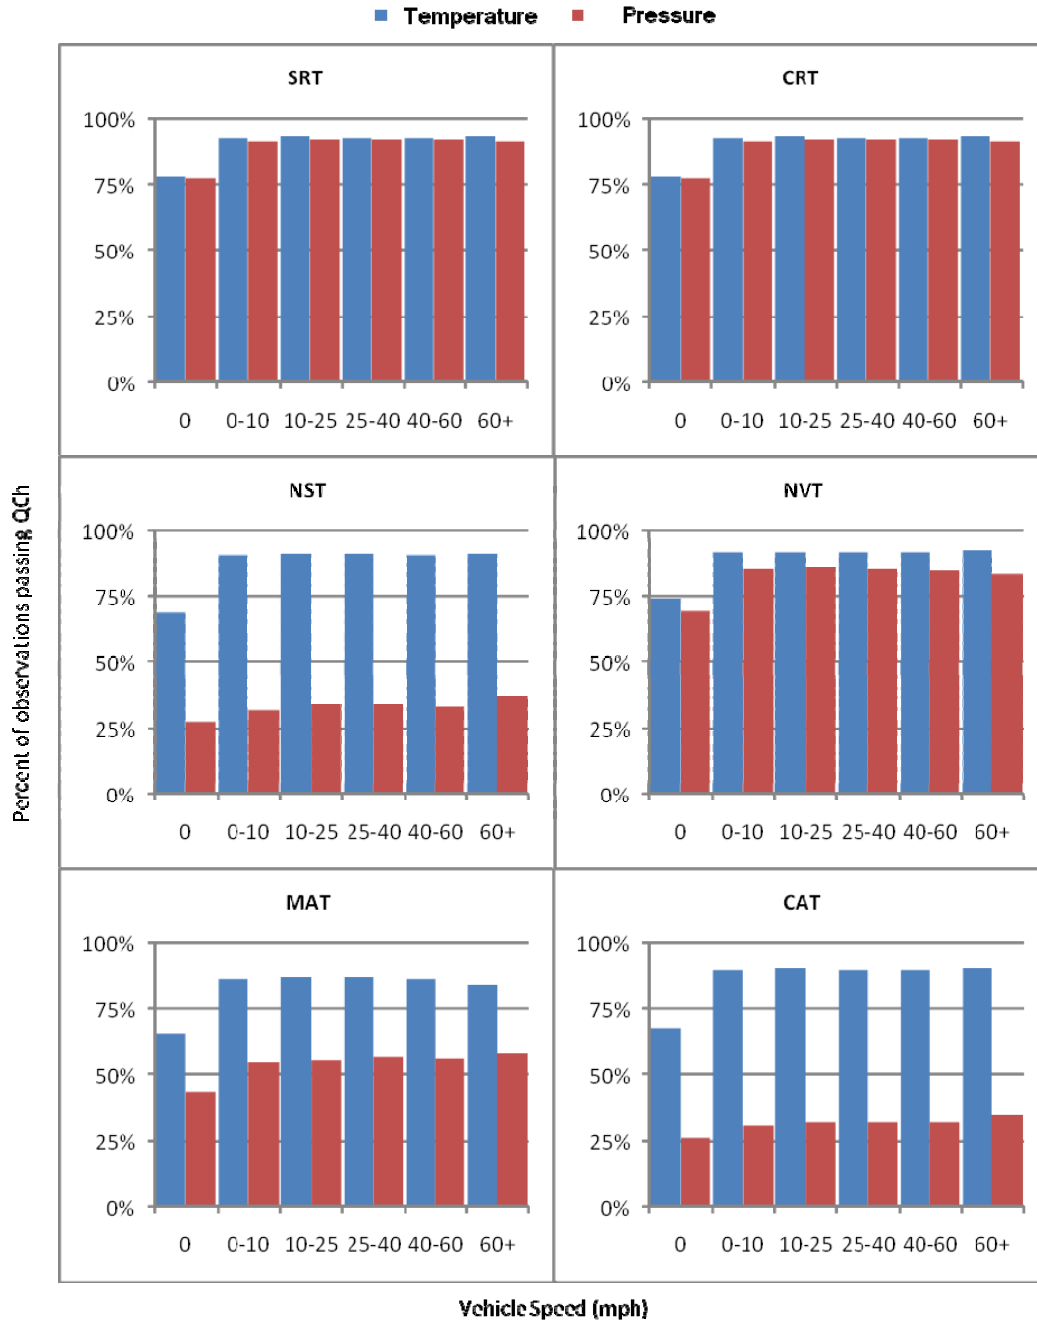 Temperature Pressure
SRT
100%
75%
50%
25%
0%
0 0-10 10-25 25-40 40-60 60+
CRT
100%
75%
50%
25%
0%
0 0-10 10-25 25-40 40-60 60+
Percent of observations passing QCh
NST
100%
75%
50%
25%
0%
0 0-10 10-25 25-40 40-60 60+
NVT
100%
75%
50%
25%
0%
0 0-10 10-25 25-40 40-60 60+
MAT
100%
75%
50%
25%
0%
0 0-10 10-25 25-40 40-60 60+
CAT
100%
75%
50%
25%
0%
0 0-10 10-25 25-40 40-60 60+
Vehicle Speed (mph)